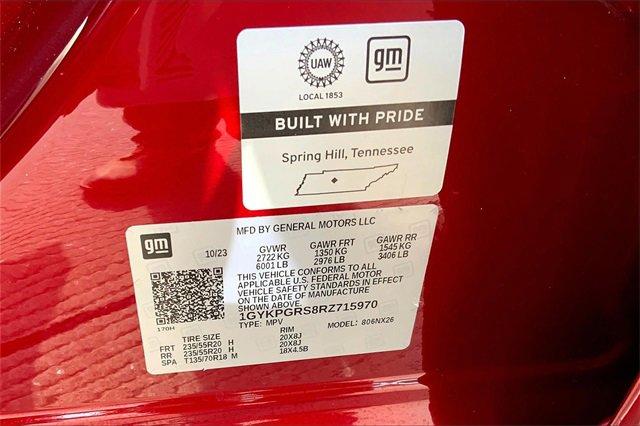 UAW
gm
LOCAL 1853
BUILT WITH PRIDE
Spring Hill, Tennessee
MFD BY GENERAL MOTORS LLC
gm
10/23
GVWR GAWR FRT GAWR RR
2722 KG 1350 KG 1545 KG
6001 LB 2976 LB 3406 LB
THIS VEHICLE CONFORMS TO ALL
APPLICABLE U.S. FEDERAL MOTOR
VEHICLE SAFETY STANDARDS IN EFFECT
ON THE DATE OF MANUFACTURE
SHOWN ABOVE.
1GYKPGRS8RZ715970
170H
TYPE: MPV MODEL: 806NX26
TIRE SIZE RIM
FRT 235/55R20 H 20X8J
RR 235/55R20 H 20X8J
SPA T135/70R18 M 18X4.5B